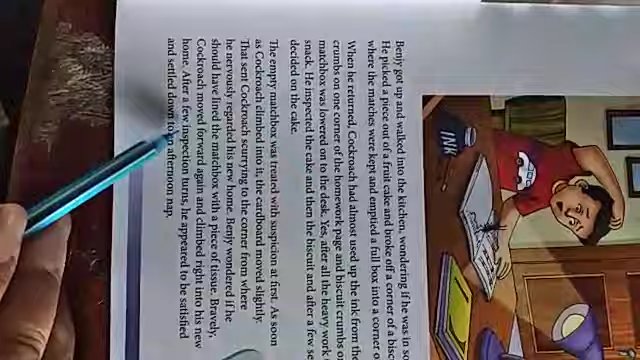 Benjy got up and walked into the kitchen, wondering if he was in
He picked a piece out of a fruit cake and broke off a corner of a
where the matches were kept and emptied a full box into a corner
When he returned, Cockroach had almost used up the ink from the
crumbs on one corner of the homework page and biscuit crumbs
matchbox was lowered on to the desk. Yes, after all the heavy work
snack. He inspected the cake and then the biscuit and after a few
decided on the cake.
The empty matchbox was treated with suspicion at first. As soon
as Cockroach climbed into it, the cardboard moved slightly.
That sent Cockroach scurrying to the corner from where
he nervously regarded his new home. Benjy wondered if he
should have lined the matchbox with a piece of tissue. Bravely,
Cockroach moved forward again and climbed right into his new
home. After a few inspection turns, he appeared to be satisfied
and settled down afternoon nap.
INK